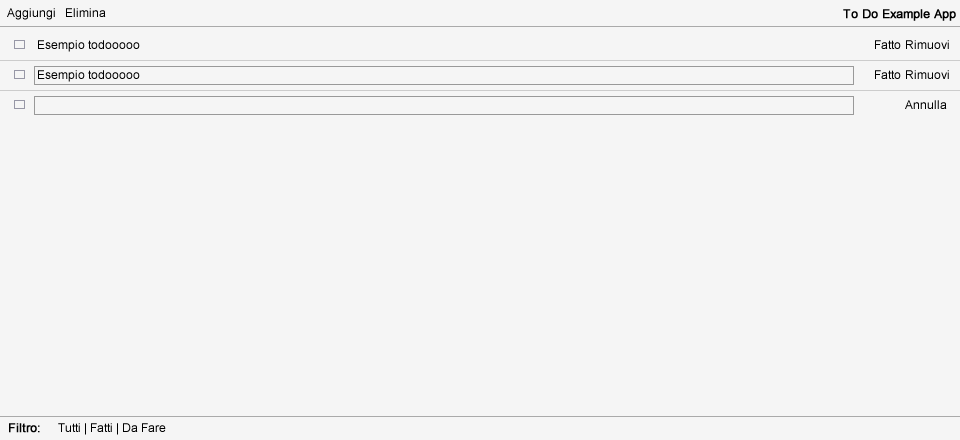 Aggiungi Elimina To Do Example App
Esempio todooooo Fatto Rimuovi
Esempio todooooo Fatto Rimuovi
Annulla
Filtro: Tutti | Fatti | Da Fare